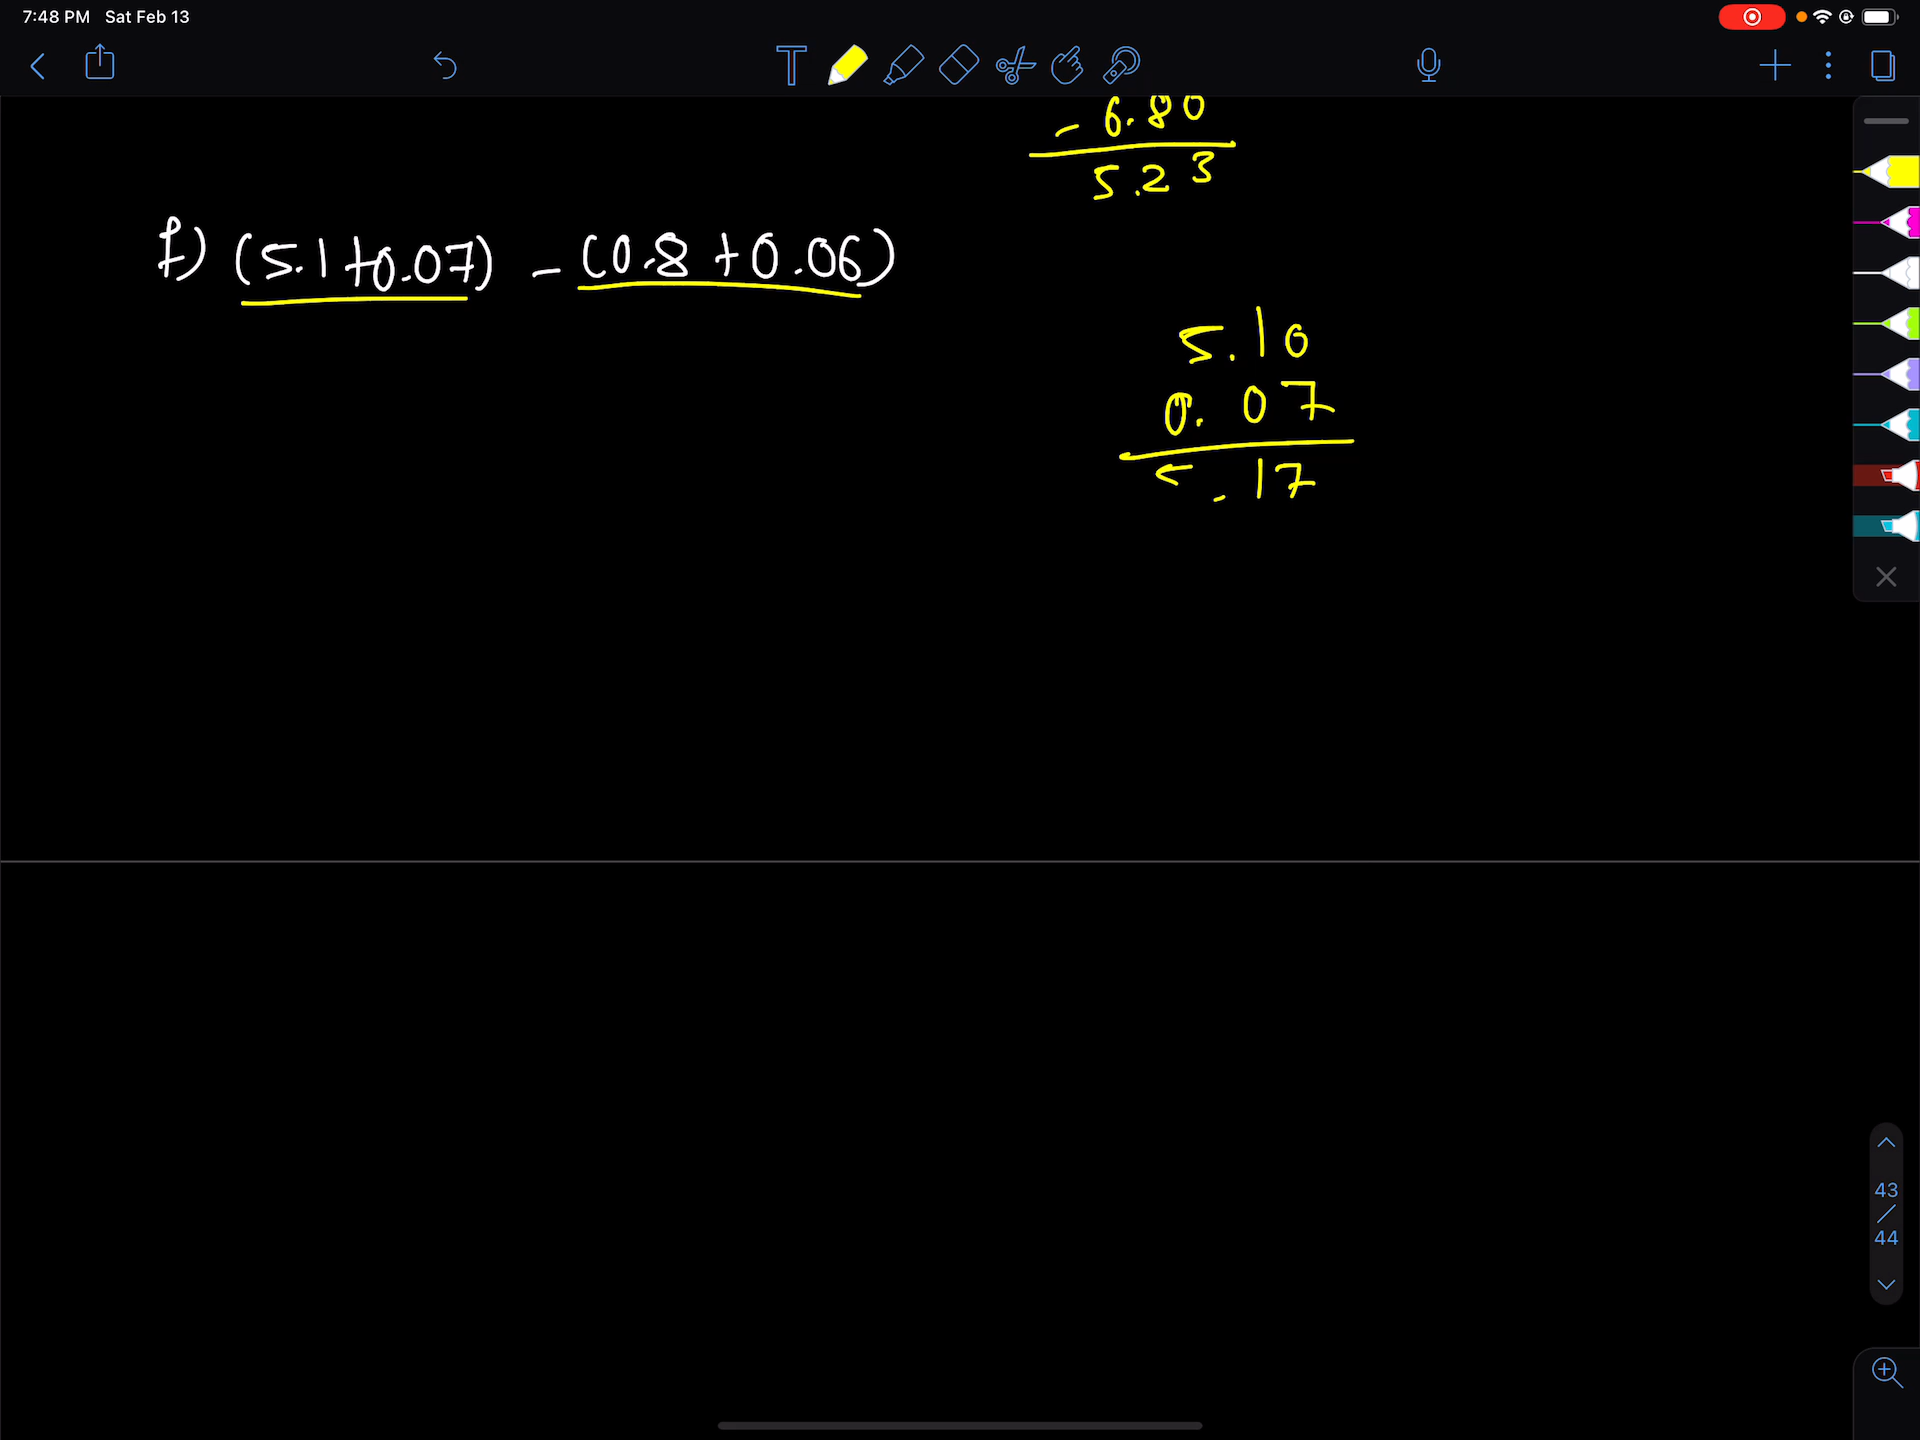 7:48 PM Sat Feb 13
T
- 6.80
5.23
f) (5.1+0.07) - (0.8+0.06)
5.10
0.07
5.17
43
/
44